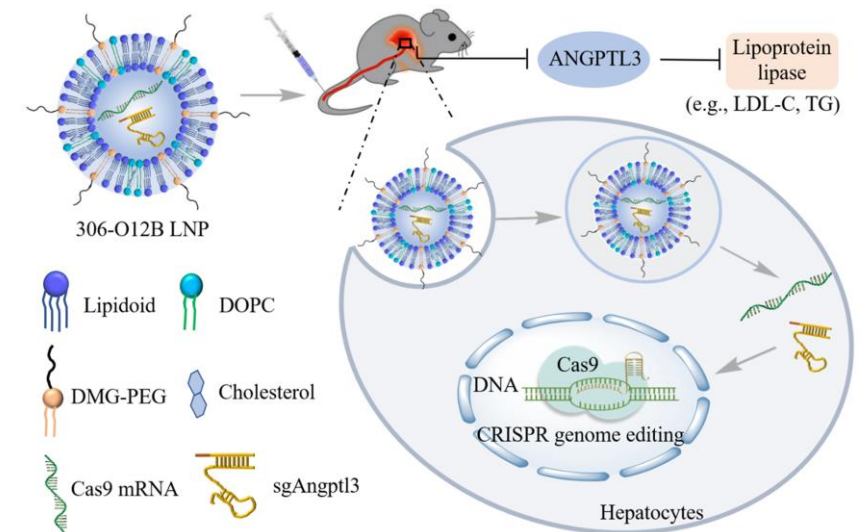 ANGPTL3
Lipoprotein
lipase
(e.g., LDL-C, TG)
306-O12B LNP
Lipidoid
DOPC
DMG-PEG
Cholesterol
Cas9 mRNA
sgAngptl3
Cas9
DNA
CRISPR genome editing
Hepatocytes